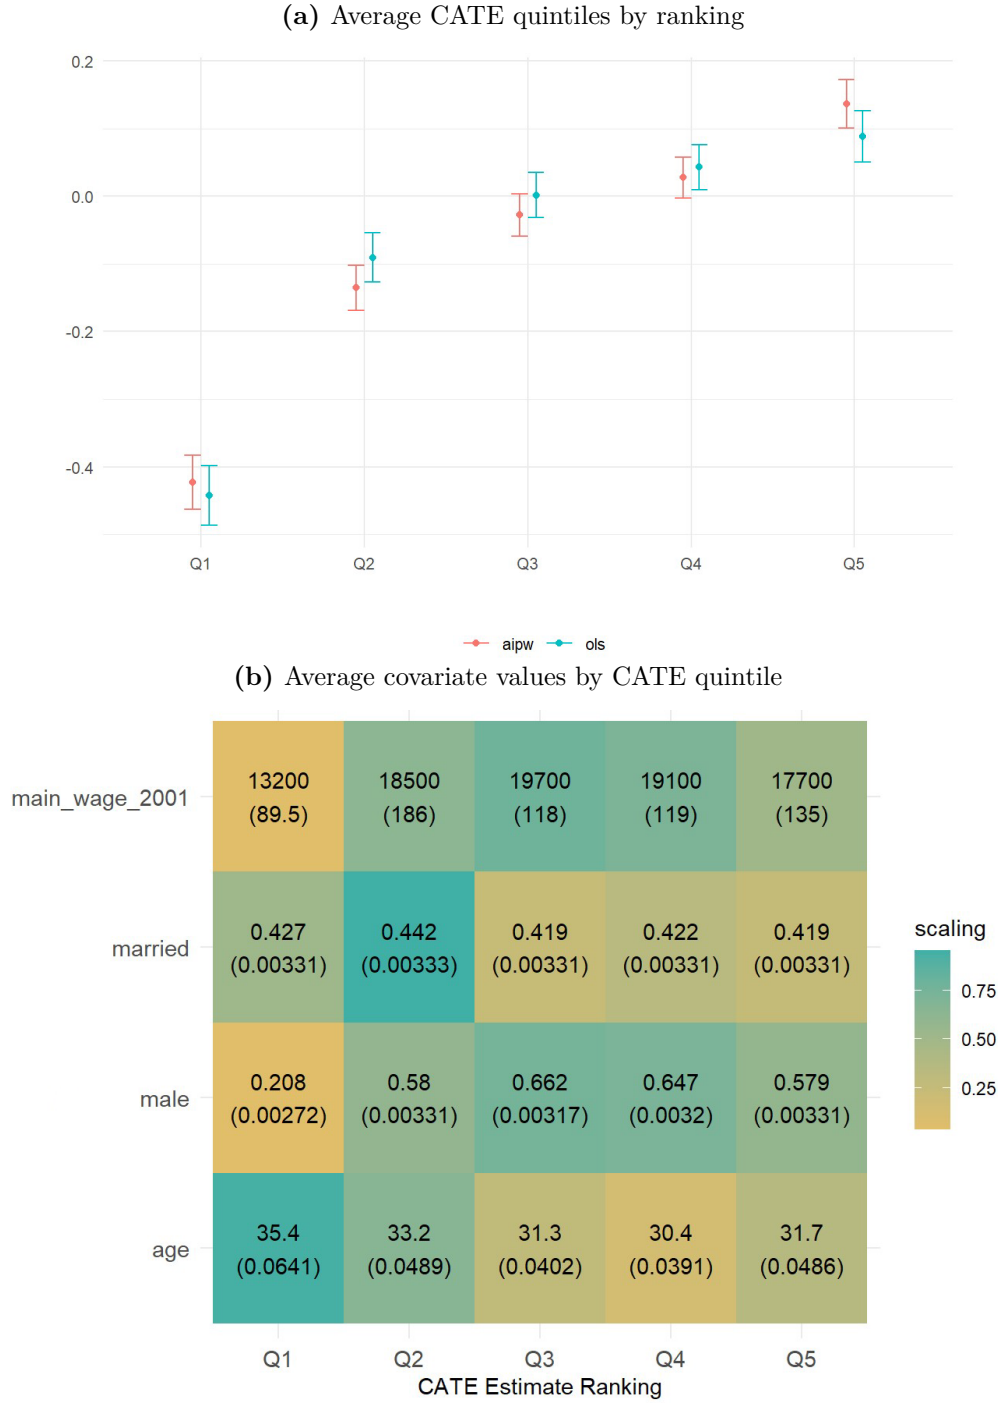 (a) Average CATE quintiles by ranking
0.2
0.0
-0.2
-0.4
Q1 Q2 Q3 Q4 Q5
aipw ols
(b) Average covariate values by CATE quintile
main_wage_2001 13200 18500 19700 19100 17700
(89.5) (186) (118) (119) (135)
married 0.427 0.442 0.419 0.422 0.419
(0.00331) (0.00333) (0.00331) (0.00331) (0.00331)
male 0.208 0.58 0.662 0.647 0.579
(0.00272) (0.00331) (0.00317) (0.0032) (0.00331)
age 35.4 33.2 31.3 30.4 31.7
(0.0641) (0.0489) (0.0402) (0.0391) (0.0486)
Q1 Q2 Q3 Q4 Q5
CATE Estimate Ranking
scaling
0.75
0.50
0.25